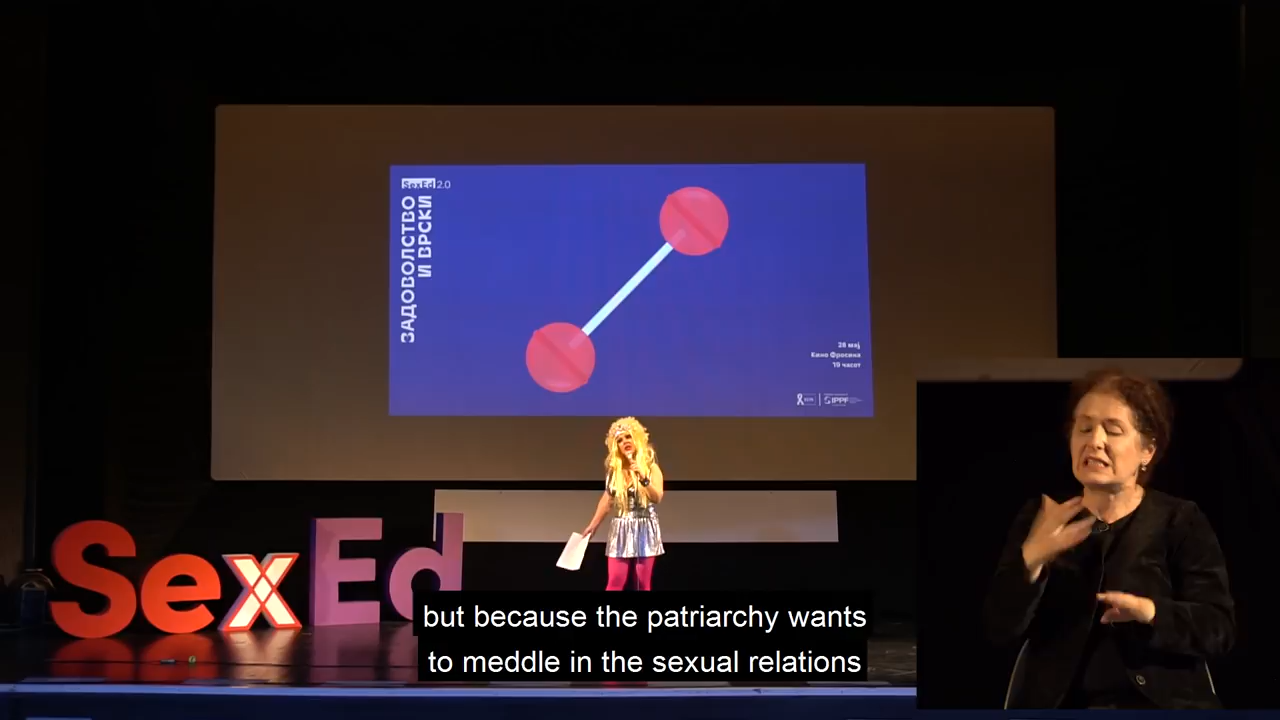 SexEd 2.0
ЗАДОВОЛСТВО
И ВРСКИ
28 мај
Кино Фросина
19 часот
IPPF
SexEd
but because the patriarchy wants
to meddle in the sexual relations